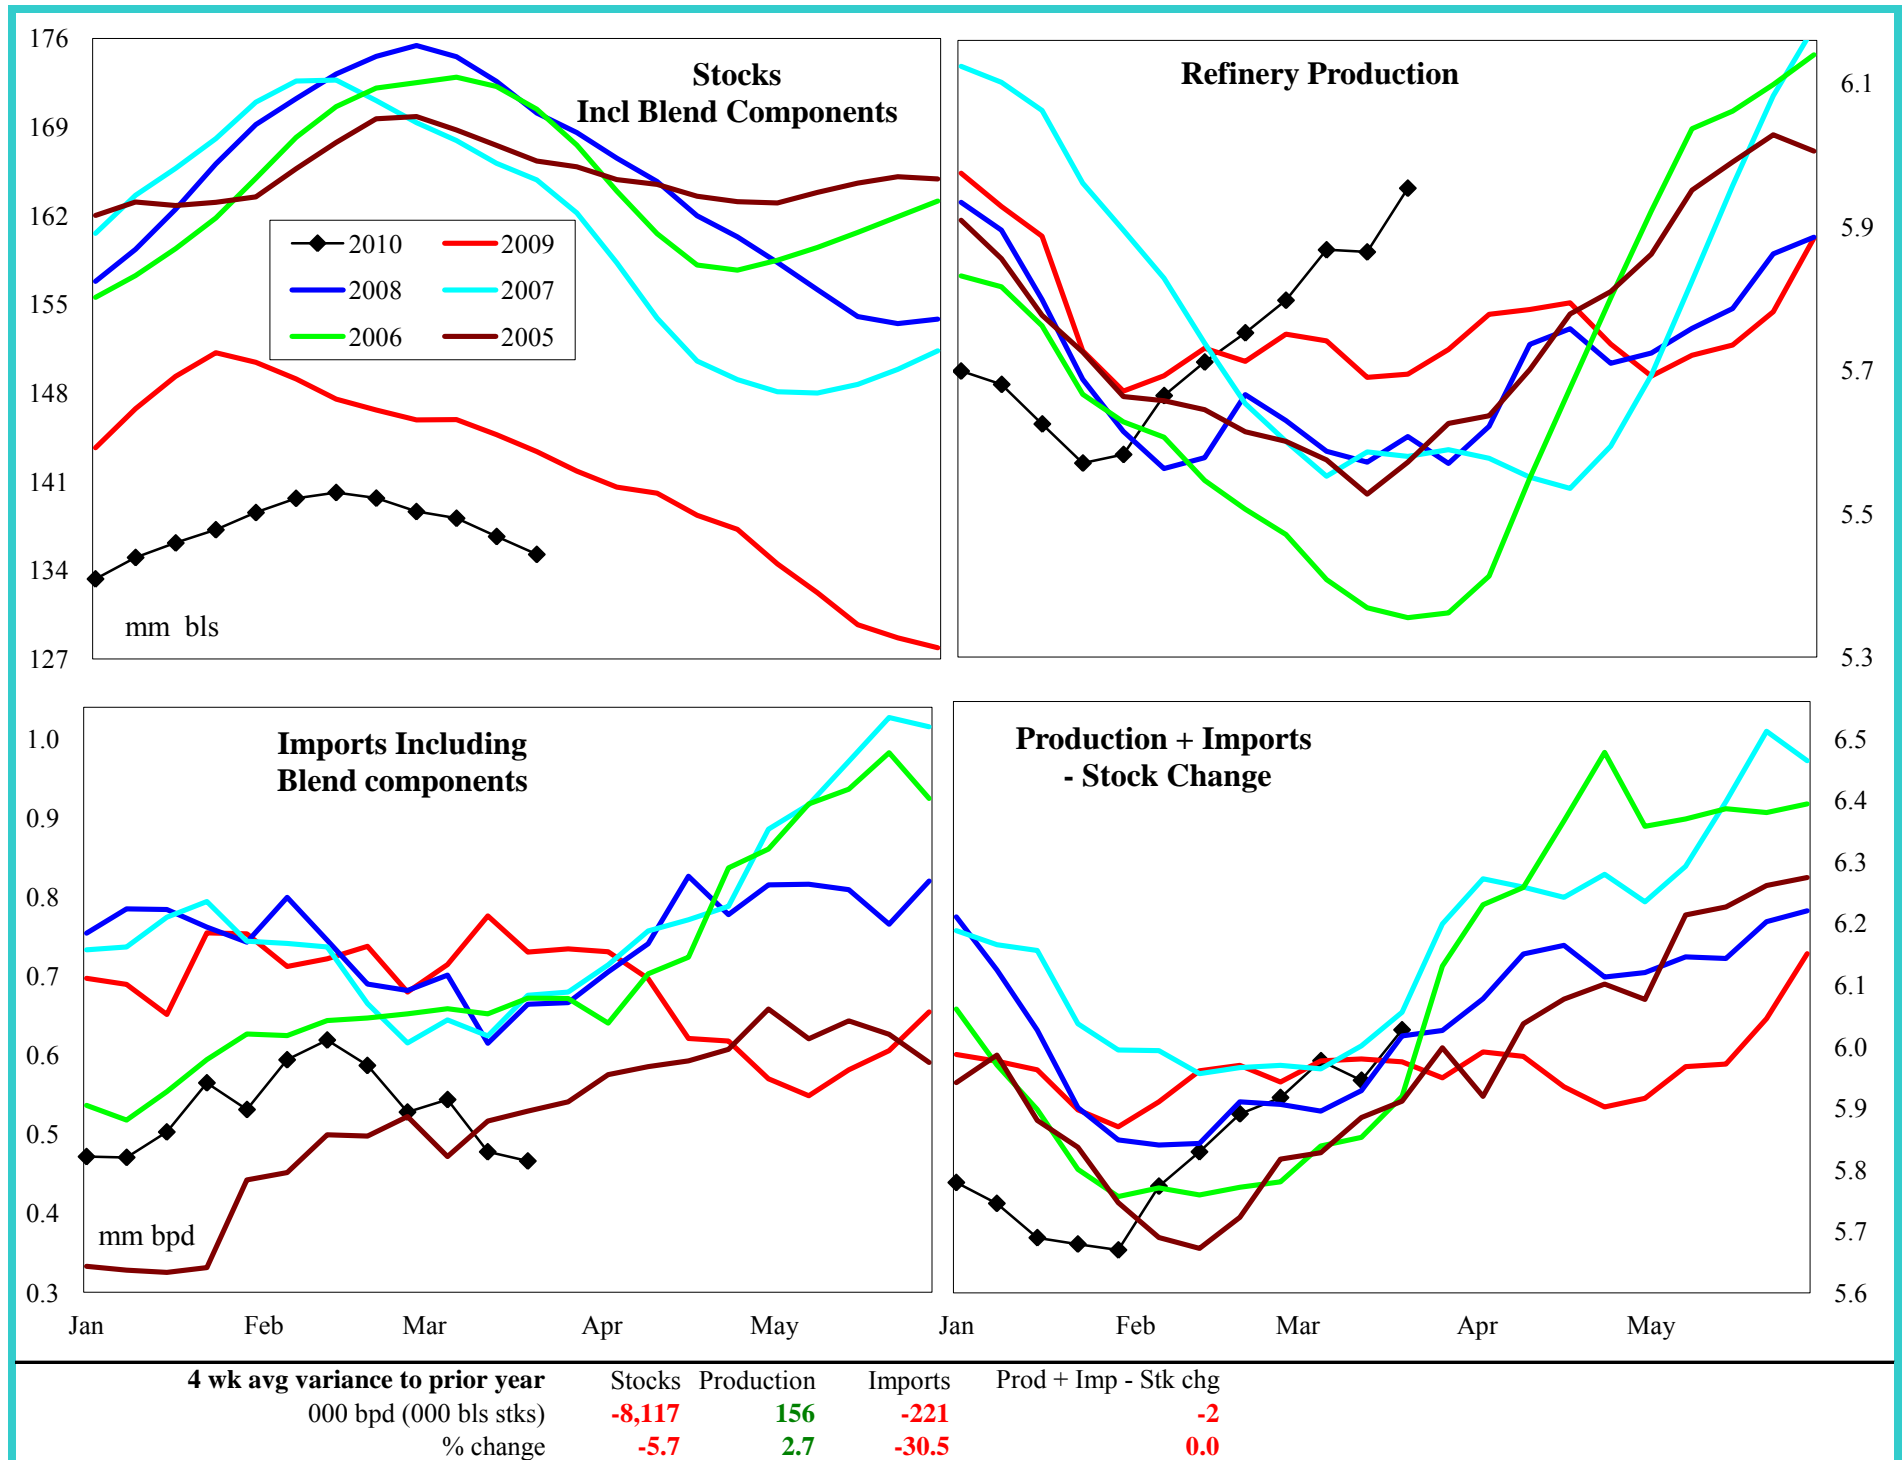 Stocks
Incl Blend Components
176
169
162
155
148
141
134
127
2010 2009
2008 2007
2006 2005
mm bls
Refinery Production
6.1
5.9
5.7
5.5
5.3
Imports Including
Blend components
1.0
0.9
0.8
0.7
0.6
0.5
0.4
0.3
mm bpd
Jan Feb Mar Apr May
Production + Imports
- Stock Change
6.5
6.4
6.3
6.2
6.1
6.0
5.9
5.8
5.7
5.6
Jan Feb Mar Apr May
4 wk avg variance to prior year Stocks Production Imports Prod + Imp - Stk chg
000 bpd (000 bls stks) -8,117 156 -221 -2
% change -5.7 2.7 -30.5 0.0